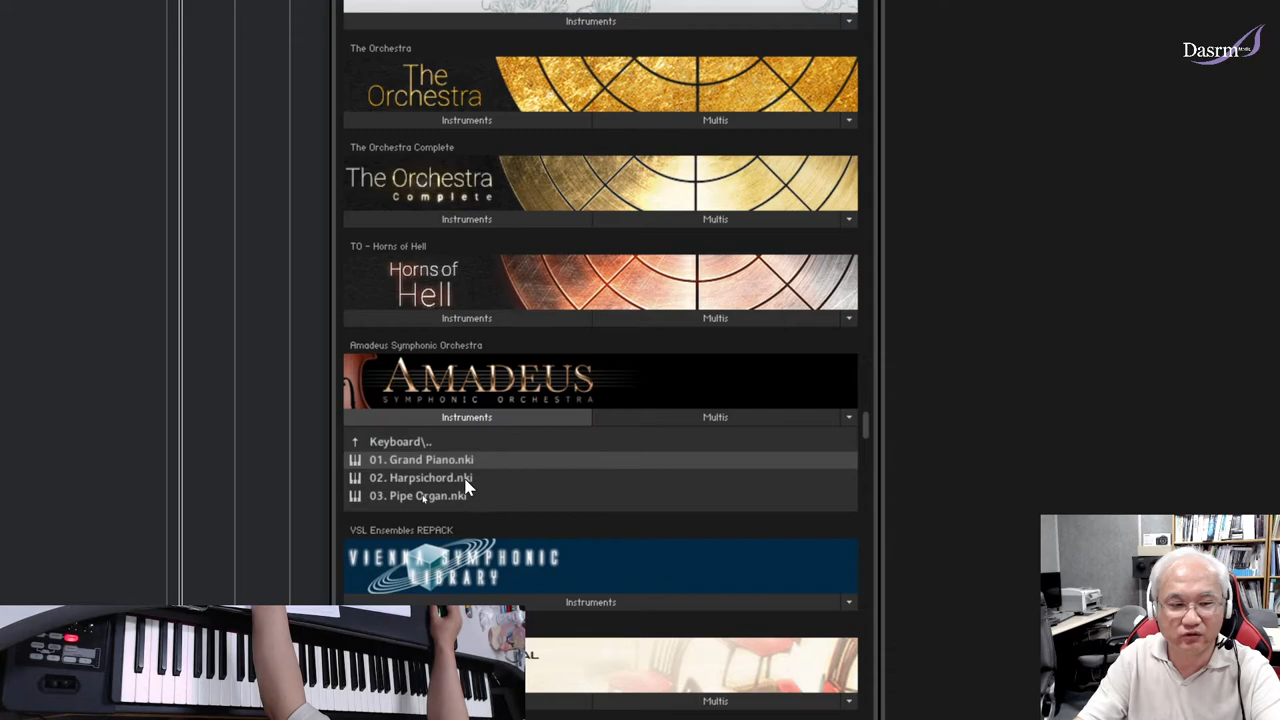 Instruments
Dasrm Media
The Orchestra
The
Orchestra
Instruments Multis
The Orchestra Complete
The Orchestra
Complete
Instruments Multis
TO - Horns of Hell
Horns of
Hell
Instruments Multis
Amadeus Symphonic Orchestra
AMADEUS
SYMPHONIC ORCHESTRA
Instruments Multis
Keyboard\..
01. Grand Piano.nki
02. Harpsichord.nki
03. Pipe Organ.nki
VSL Ensembles REPACK
VIENNA SYMPHONIC
LIBRARY
Instruments
Multis